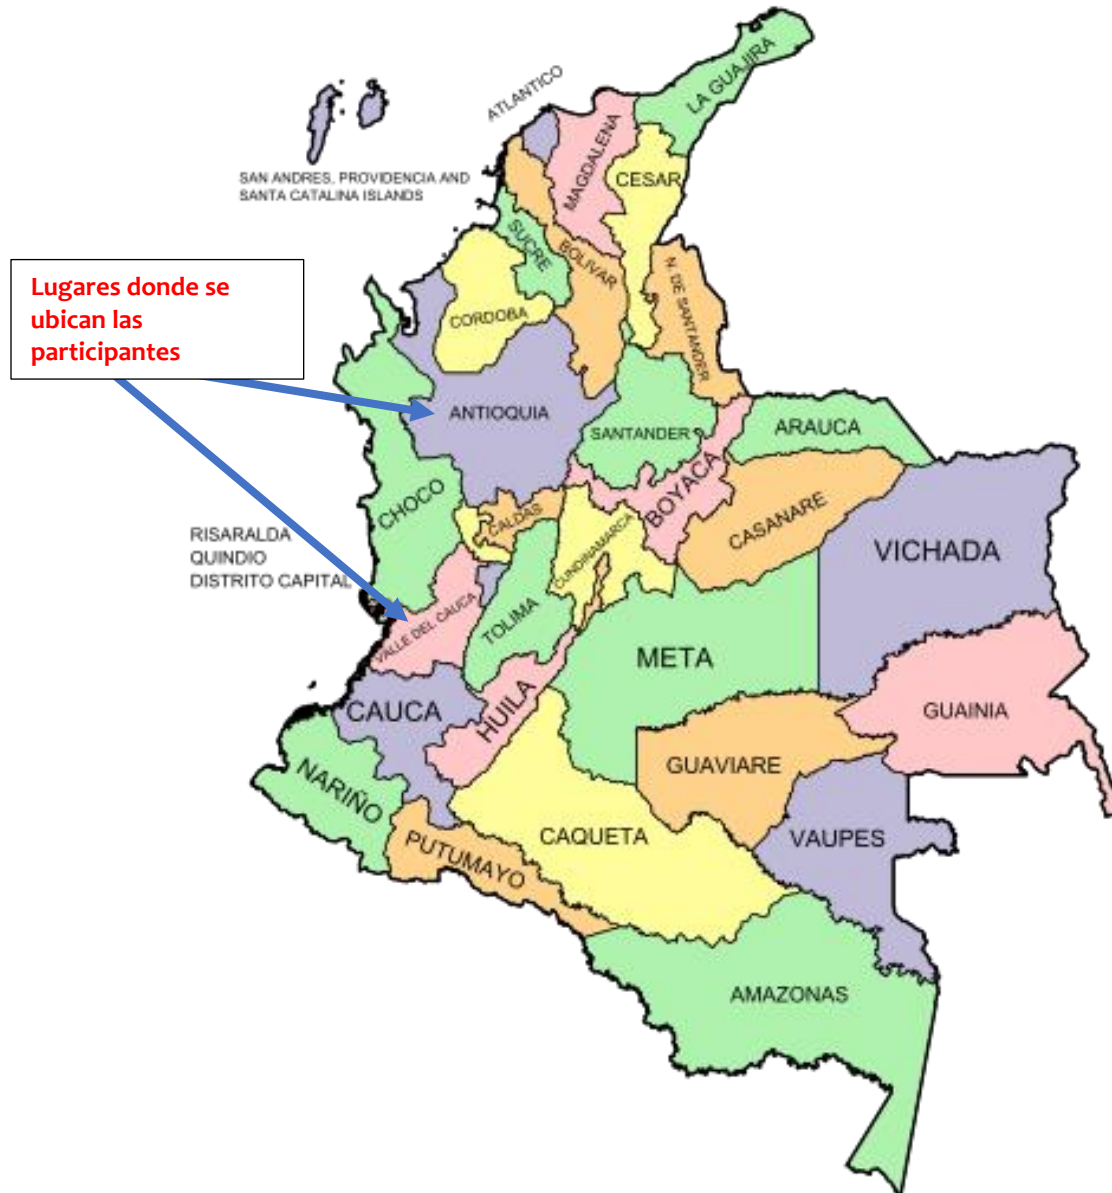 LA GUAJIRA
ATLANTICO
MAGDALENA
CESAR
SAN ANDRES, PROVIDENCIA AND
SANTA CATALINA ISLANDS
SUCRE
BOLIVAR
N. DE SANTANDER
Lugares donde se
ubican las
participantes
CORDOBA
ANTIOQUIA
SANTANDER
ARAUCA
BOYACA
CHOCO
CALDAS
CUNDINAMARCA
CASANARE
VICHADA
RISARALDA
QUINDIO
DISTRITO CAPITAL
VALLE DEL CAUCA
TOLIMA
META
HUILA
CAUCA
GUAINIA
GUAVIARE
NARIÑO
CAQUETA
VAUPES
PUTUMAYO
AMAZONAS